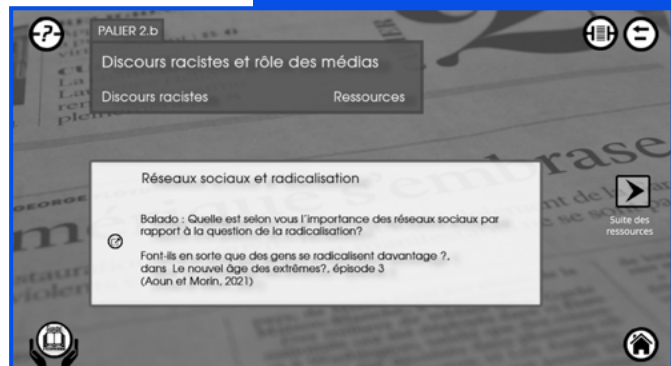 PALIER 2.b
Discours racistes et rôle des médias
Discours racistes
Ressources
Réseaux sociaux et radicalisation
Balado : Quelle est selon vous l'importance des réseaux sociaux par
rapport à la question de la radicalisation?
Font-ils en sorte que des gens se radicalisent davantage ?,
dans Le nouvel âge des extrêmes?, épisode 3
(Aoun et Morin, 2021)
Suite des
ressources